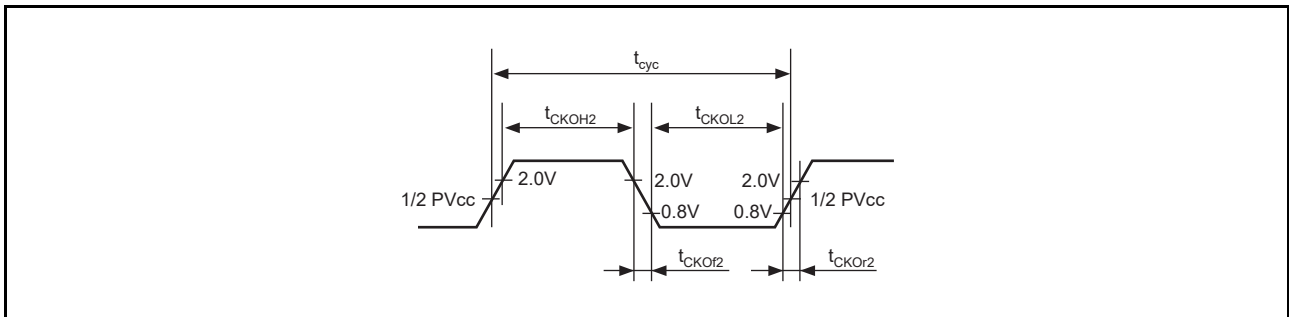 tcyc
tCKOH2 tCKOL2
2.0V 2.0V 2.0V
1/2 PVcc 1/2 PVcc
0.8V 0.8V
tCKOf2 tCKOr2